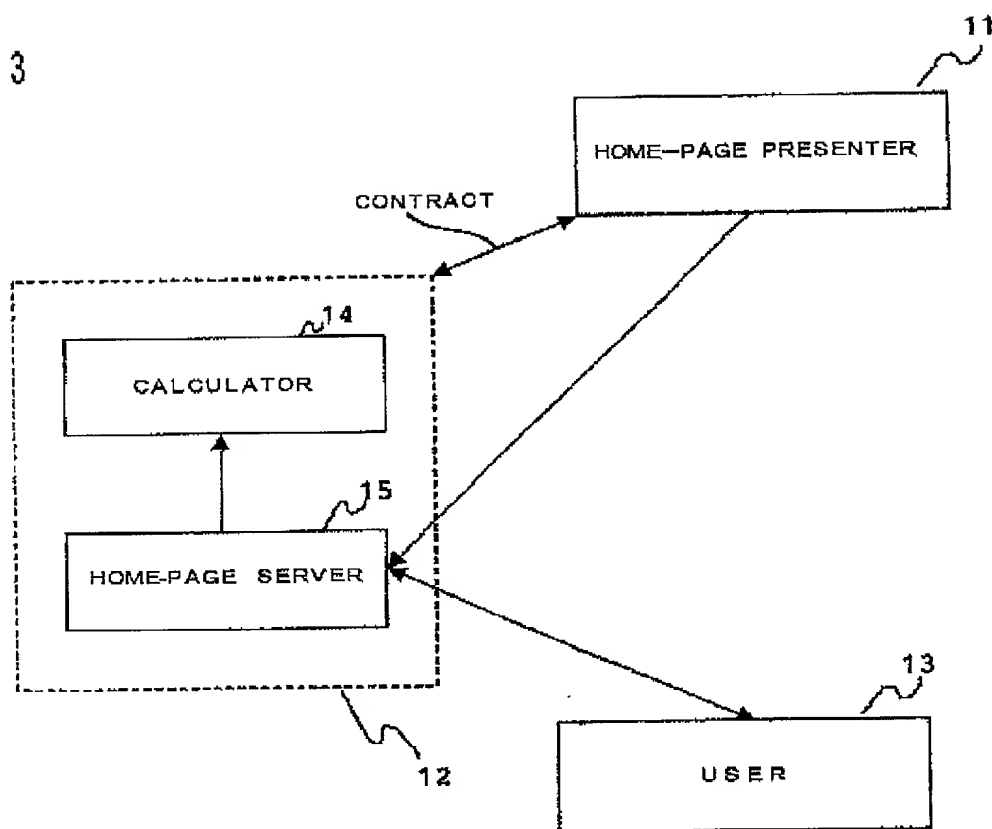 11
3
HOME-PAGE PRESENTER
CONTRACT
14
CALCULATOR
15
HOME-PAGE SERVER
13
12
USER